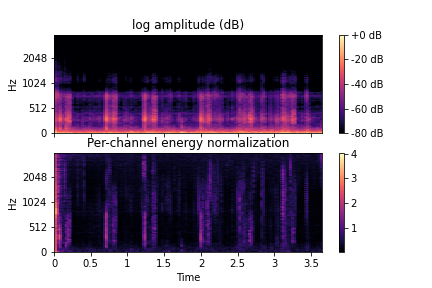 log amplitude (dB)
Hz
2048
1024
512
0
+0 dB
-20 dB
-40 dB
-60 dB
-80 dB
Per-channel energy normalization
Hz
2048
1024
512
0
4
3
2
1
0 0.5 1 1.5 2 2.5 3 3.5
Time